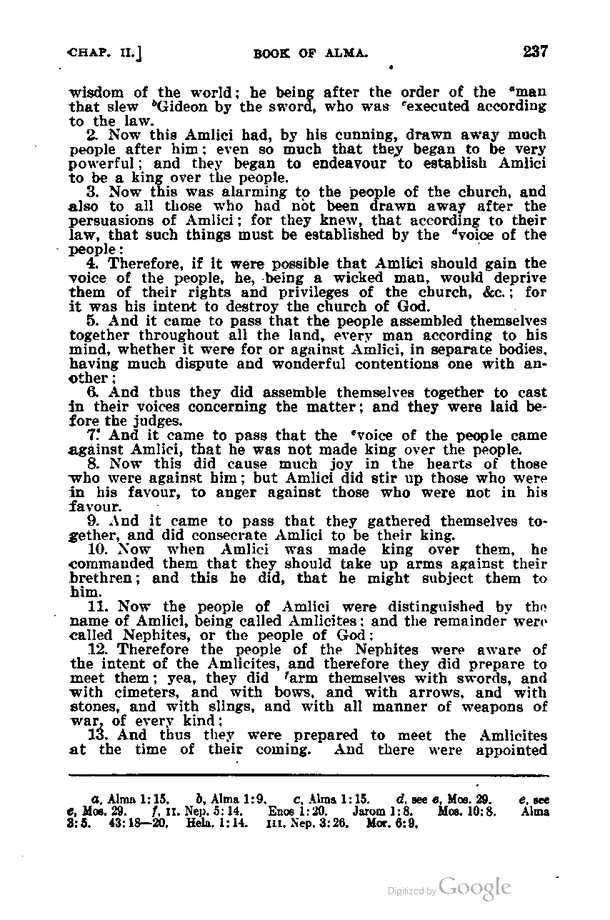 CHAP. II.] BOOK OF ALMA. 237
wisdom of the world; he being after the order of the ᵃman
that slew ᵇGideon by the sword, who was ᶜexecuted according
to the law.
2. Now this Amlici had, by his cunning, drawn away much
people after him; even so much that they began to be very
powerful; and they began to endeavour to establish Amlici
to be a king over the people.
3. Now this was alarming to the people of the church, and
also to all those who had not been drawn away after the
persuasions of Amlici; for they knew, that according to their
law, that such things must be established by the ᵈvoice of the
people:
4. Therefore, if it were possible that Amlici should gain the
voice of the people, he, being a wicked man, would deprive
them of their rights and privileges of the church, &c.; for
it was his intent to destroy the church of God.
5. And it came to pass that the people assembled themselves
together throughout all the land, every man according to his
mind, whether it were for or against Amlici, in separate bodies,
having much dispute and wonderful contentions one with an-
other;
6. And thus they did assemble themselves together to cast
in their voices concerning the matter; and they were laid be-
fore the judges.
7. And it came to pass that the ᵉvoice of the people came
against Amlici, that he was not made king over the people.
8. Now this did cause much joy in the hearts of those
who were against him; but Amlici did stir up those who were
in his favour, to anger against those who were not in his
favour.
9. And it came to pass that they gathered themselves to-
gether, and did consecrate Amlici to be their king.
10. Now when Amlici was made king over them, he
commanded them that they should take up arms against their
brethren; and this he did, that he might subject them to
him.
11. Now the people of Amlici were distinguished by the
name of Amlici, being called Amlicites; and the remainder were
called Nephites, or the people of God:
12. Therefore the people of the Nephites were aware of
the intent of the Amlicites, and therefore they did prepare to
meet them; yea, they did ᶠarm themselves with swords, and
with cimeters, and with bows, and with arrows, and with
stones, and with slings, and with all manner of weapons of
war, of every kind;
13. And thus they were prepared to meet the Amlicites
at the time of their coming. And there were appointed
a, Alma 1:15. b, Alma 1:9. c, Alma 1:15. d, see e, Mos. 29. e, see
e, Mos. 29. f, II. Nep. 5:14. Enos 1:20. Jarom 1:8. Mos. 10:8. Alma
3:5. 43:18—20. Hela. 1:14. III. Nep. 3:26. Mor. 6:9.
Digitized by Google